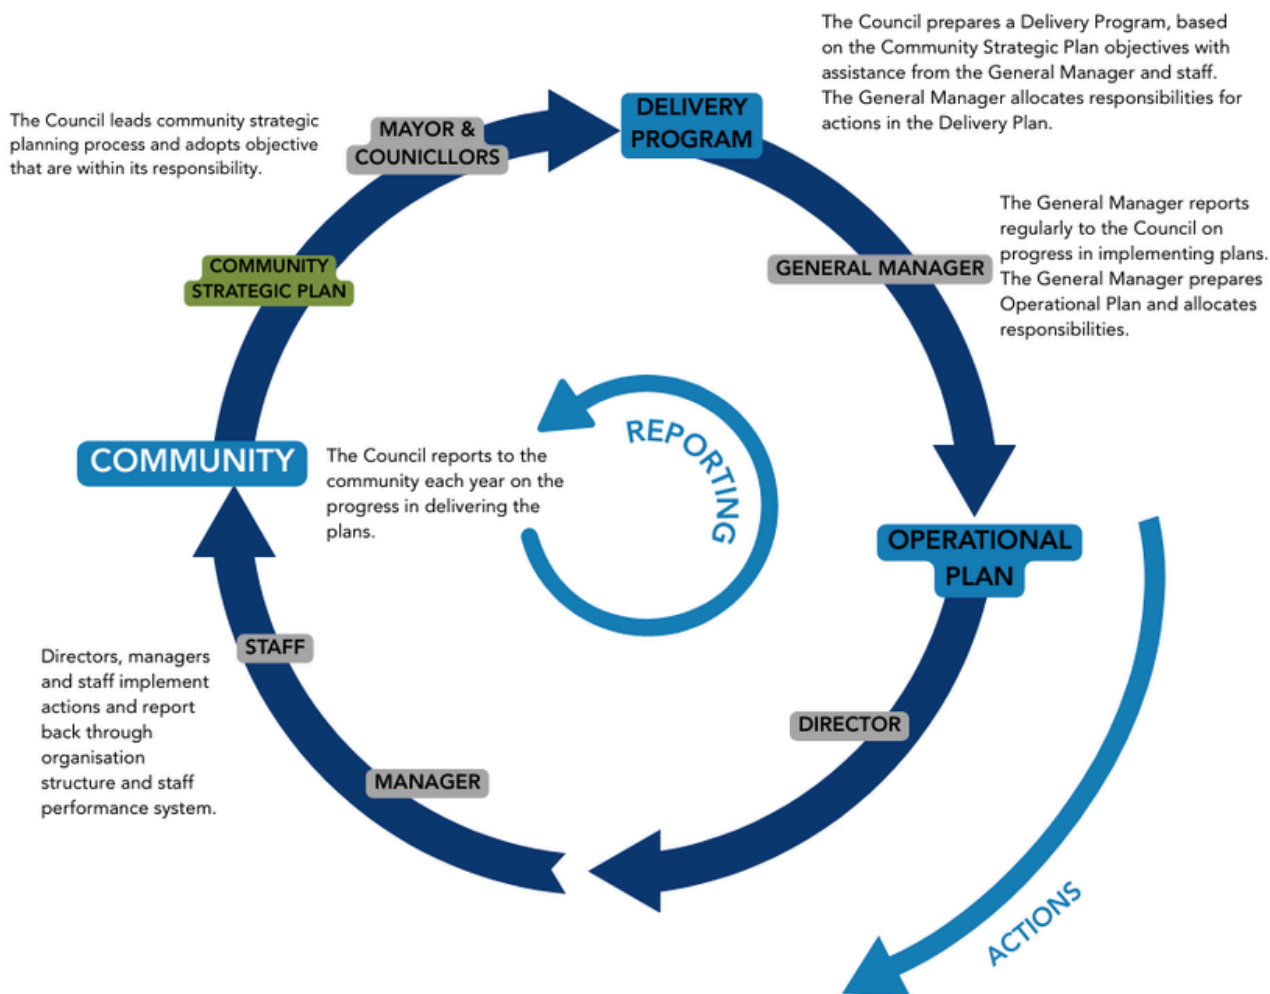 The Council prepares a Delivery Program, based
on the Community Strategic Plan objectives with
assistance from the General Manager and staff.
The General Manager allocates responsibilities for
actions in the Delivery Plan.
DELIVERY
PROGRAM
The Council leads community strategic
planning process and adopts objective
that are within its responsibility.
MAYOR &
COUNICLLORS
The General Manager reports
regularly to the Council on
progress in implementing plans.
The General Manager prepares
Operational Plan and allocates
responsibilities.
GENERAL MANAGER
COMMUNITY
STRATEGIC PLAN
REPORTING
COMMUNITY
The Council reports to the
community each year on the
progress in delivering the
plans.
OPERATIONAL
PLAN
STAFF
Directors, managers
and staff implement
actions and report
back through
organisation
structure and staff
performance system.
DIRECTOR
MANAGER
ACTIONS